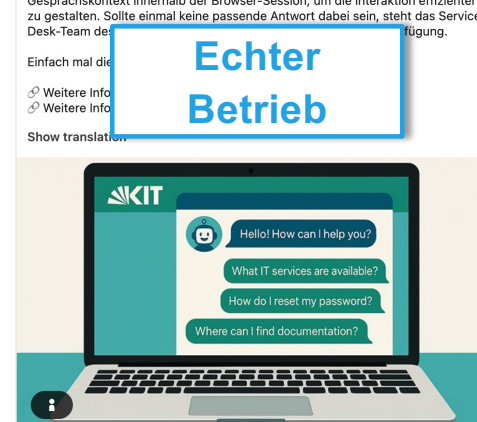 Gesprächskontext innerhalb der Browser-Session, um die Interaktion effizienter
zu gestalten. Sollte einmal keine passende Antwort dabei sein, steht das Service
Desk-Team des
fügung.
Einfach mal die
Weitere Info
Weitere Info
Echter
Betrieb
Show translation
KIT
Hello! How can I help you?
What IT services are available?
How do I reset my password?
Where can I find documentation?